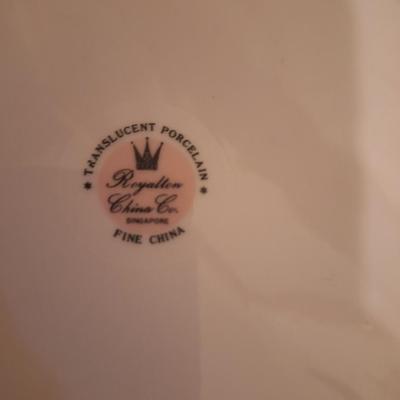 * TRANSLUCENT PORCELAIN *
Royalton
China Co.
SINGAPORE
FINE CHINA